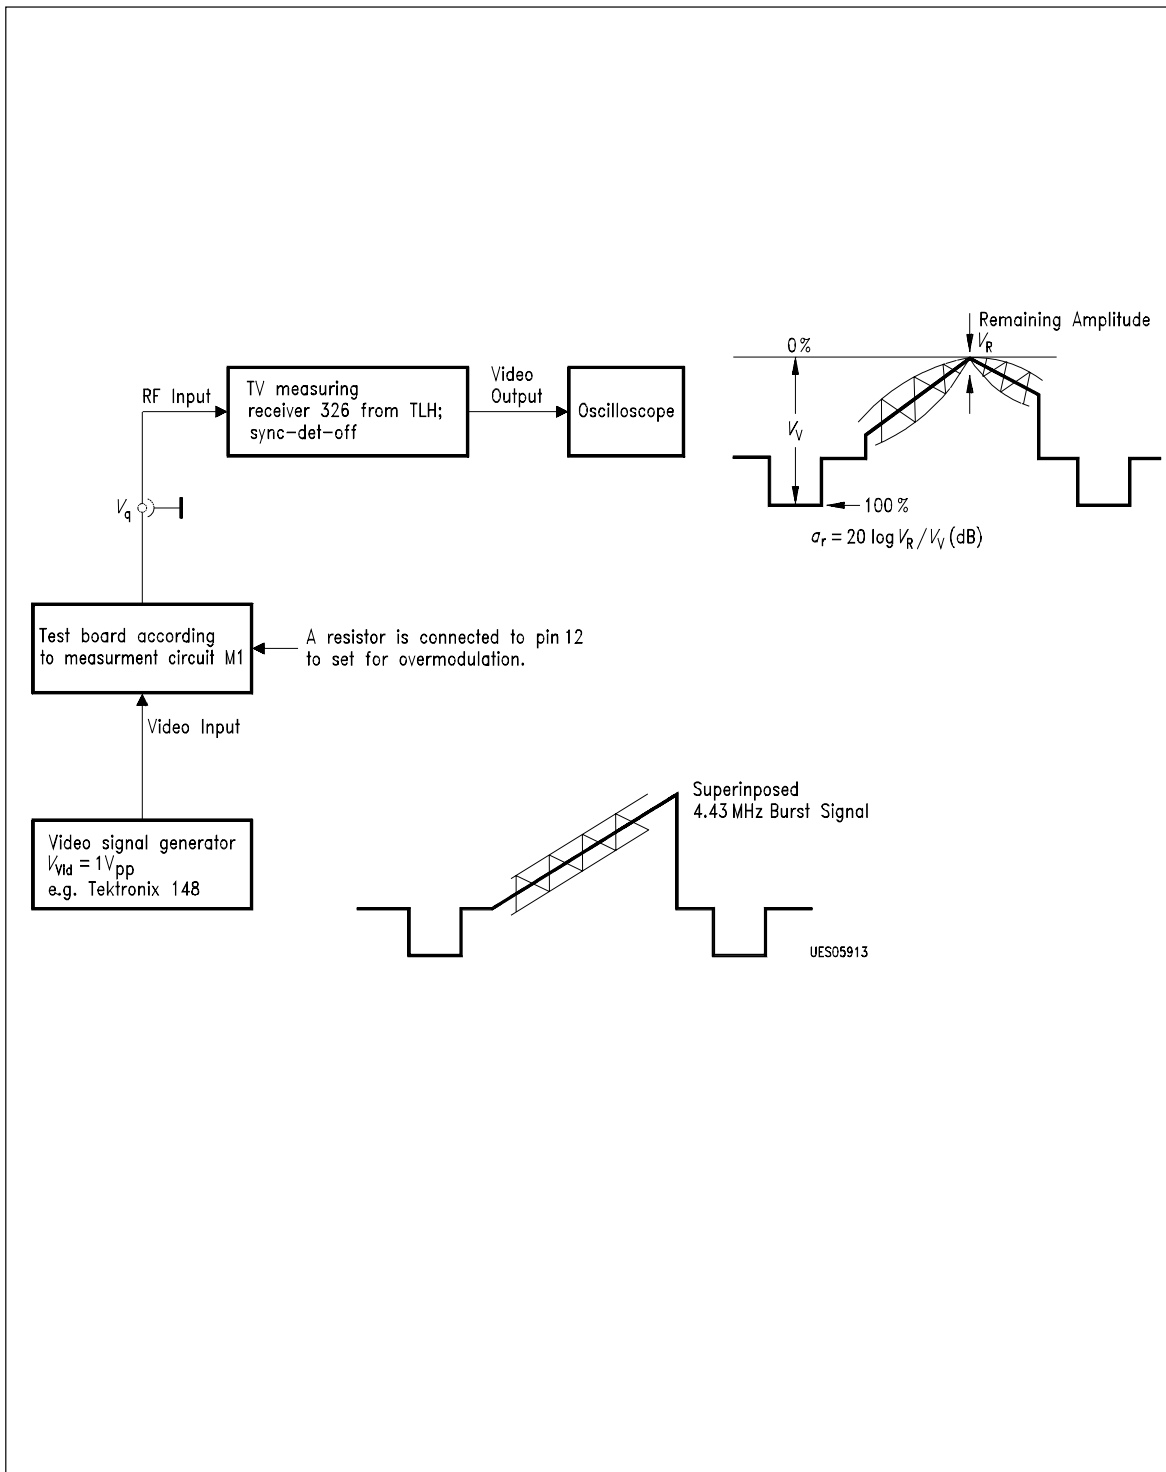 Remaining Amplitude
V_R
0%
V_V
100%
a_r = 20 log V_R / V_V (dB)
RF Input
TV measuring
receiver 326 from TLH;
sync-det-off
Video
Output
Oscilloscope
V_q
Test board according
to measurment circuit M1
A resistor is connected to pin 12
to set for overmodulation.
Video Input
Video signal generator
V_Vid = 1V_pp
e.g. Tektronix 148
Superinposed
4.43 MHz Burst Signal
UES05913